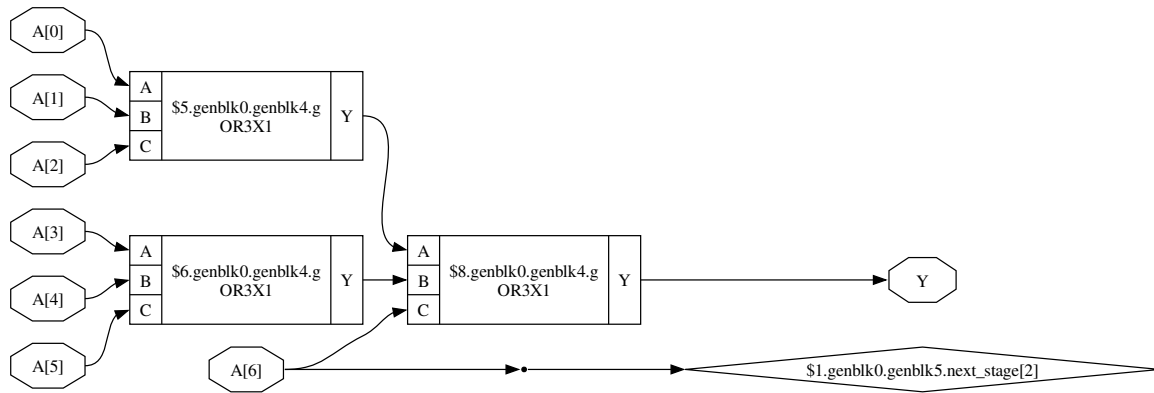 A[0]
A[1]
A[2]
A
B
C
$5.genblk0.genblk4.g
OR3X1
Y
A[3]
A[4]
A[5]
A
B
C
$6.genblk0.genblk4.g
OR3X1
Y
A
B
C
$8.genblk0.genblk4.g
OR3X1
Y
Y
A[6]
$1.genblk0.genblk5.next_stage[2]